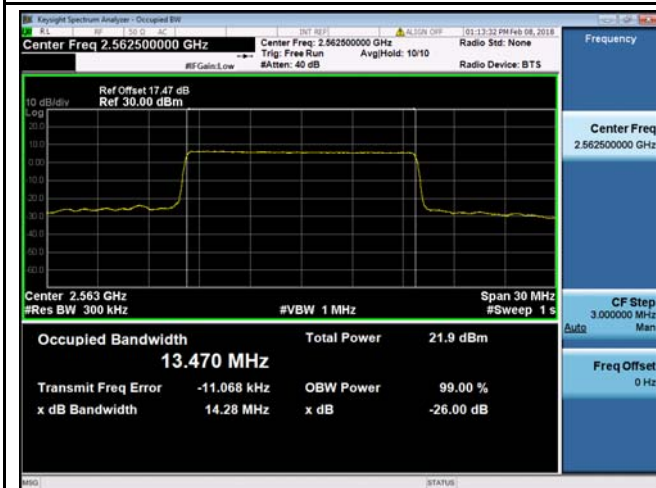 Keysight Spectrum Analyzer - Occupied BW
RL RF 50 Ω AC INT REF ALIGN OFF 01:13:32 PM Feb 08, 2018
Center Freq 2.562500000 GHz
Center Freq: 2.562500000 GHz Radio Std: None
Trig: Free Run Avg|Hold: 10/10
#IFGain:Low #Atten: 40 dB Radio Device: BTS
Frequency
Ref Offset 17.47 dB
10 dB/div Ref 30.00 dBm
Log
20.0
10.0
0.00
10.0
20.0
30.0
40.0
50.0
60.0
Center Freq
2.562500000 GHz
Center 2.563 GHz Span 30 MHz
#Res BW 300 kHz #VBW 1 MHz #Sweep 1 s
CF Step
3.000000 MHz
Auto Man
Occupied Bandwidth Total Power 21.9 dBm
13.470 MHz
Transmit Freq Error -11.068 kHz OBW Power 99.00 %
x dB Bandwidth 14.28 MHz x dB -26.00 dB
Freq Offset
0 Hz
MSG STATUS